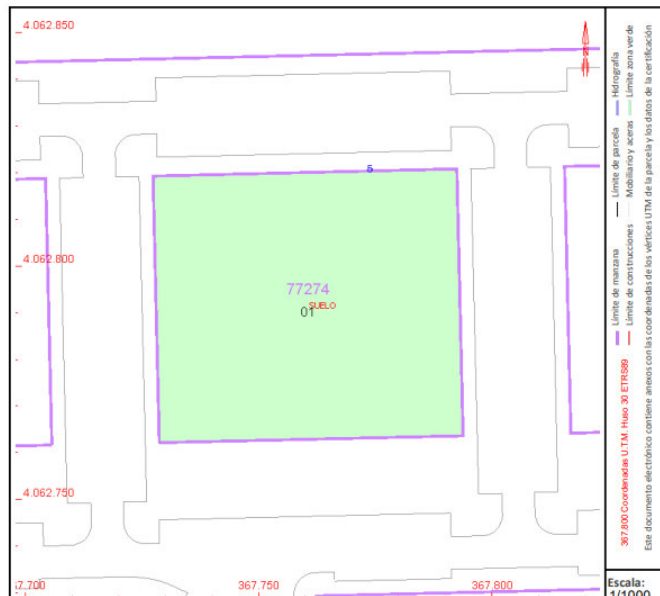 4.062.850
5
4.062.800
77274
SUELO
01
4.062.750
7.700
367.750
367.800
367.800 Coordenadas U.T.M. Huso 30 ETRS89
Límite de manzana
Límite de parcela
Hidrografía
Límite de construcciones
Mobiliario y aceras
Límite zona verde
Este documento electrónico contiene anexos con las coordenadas de los vértices UTM de la parcela y los datos de la certificación
Escala:
1/1000